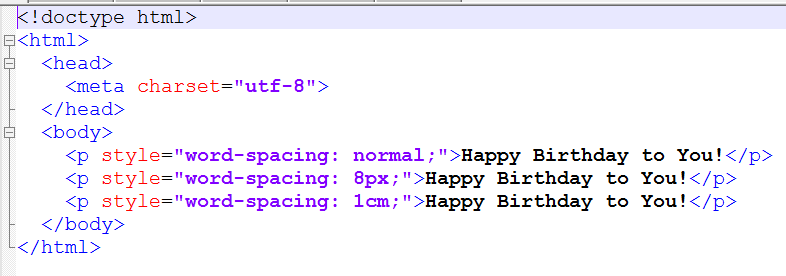 <!doctype html>
<html>
<head>
<meta charset="utf-8">
</head>
<body>
<p style="word-spacing: normal;">Happy Birthday to You!</p>
<p style="word-spacing: 8px;">Happy Birthday to You!</p>
<p style="word-spacing: 1cm;">Happy Birthday to You!</p>
</body>
</html>